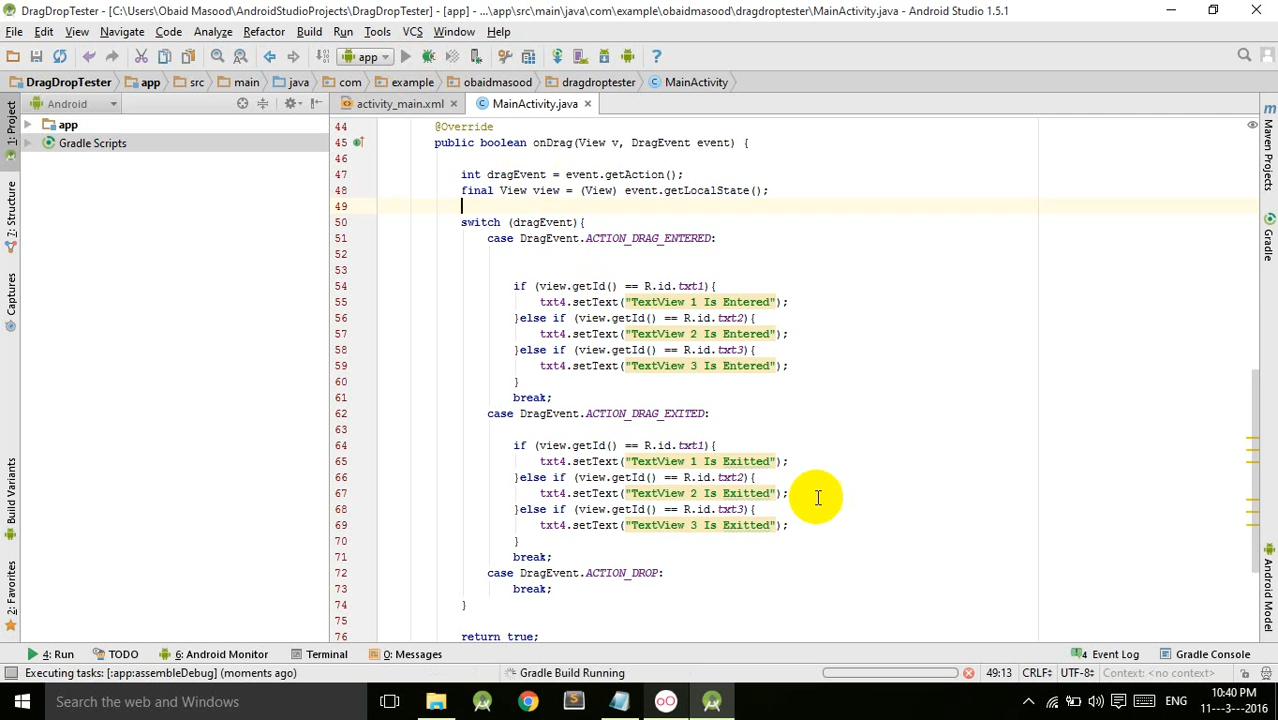 DragDropTester - [C:\Users\Obaid Masood\AndroidStudioProjects\DragDropTester] - [app] - ...\app\src\main\java\com\example\obaidmasood\dragdroptester\MainActivity.java - Android Studio 1.5.1
File Edit View Navigate Code Analyze Refactor Build Run Tools VCS Window Help
app
DragDropTester app src main java com example obaidmasood dragdroptester MainActivity
Android
activity_main.xml
MainActivity.java
app
Gradle Scripts
1: Project
7: Structure
Captures
Build Variants
2: Favorites
Maven Projects
Gradle
Android Model
44 @Override
45 public boolean onDrag(View v, DragEvent event) {
46
47 int dragEvent = event.getAction();
48 final View view = (View) event.getLocalState();
49
50 switch (dragEvent){
51 case DragEvent.ACTION_DRAG_ENTERED:
52
53
54 if (view.getId() == R.id.txt1){
55 txt4.setText("TextView 1 Is Entered");
56 }else if (view.getId() == R.id.txt2){
57 txt4.setText("TextView 2 Is Entered");
58 }else if (view.getId() == R.id.txt3){
59 txt4.setText("TextView 3 Is Entered");
60 }
61 break;
62 case DragEvent.ACTION_DRAG_EXITED:
63
64 if (view.getId() == R.id.txt1){
65 txt4.setText("TextView 1 Is Exitted");
66 }else if (view.getId() == R.id.txt2){
67 txt4.setText("TextView 2 Is Exitted");
68 }else if (view.getId() == R.id.txt3){
69 txt4.setText("TextView 3 Is Exitted");
70 }
71 break;
72 case DragEvent.ACTION_DROP:
73 break;
74 }
75
76 return true;
4: Run TODO 6: Android Monitor Terminal 0: Messages 4 Event Log Gradle Console
Executing tasks: [:app:assembleDebug] (moments ago) Gradle Build Running 49:13 CRLF÷ UTF-8÷ Context: <no context>
Search the web and Windows
ENG
10:40 PM
11---3---2016